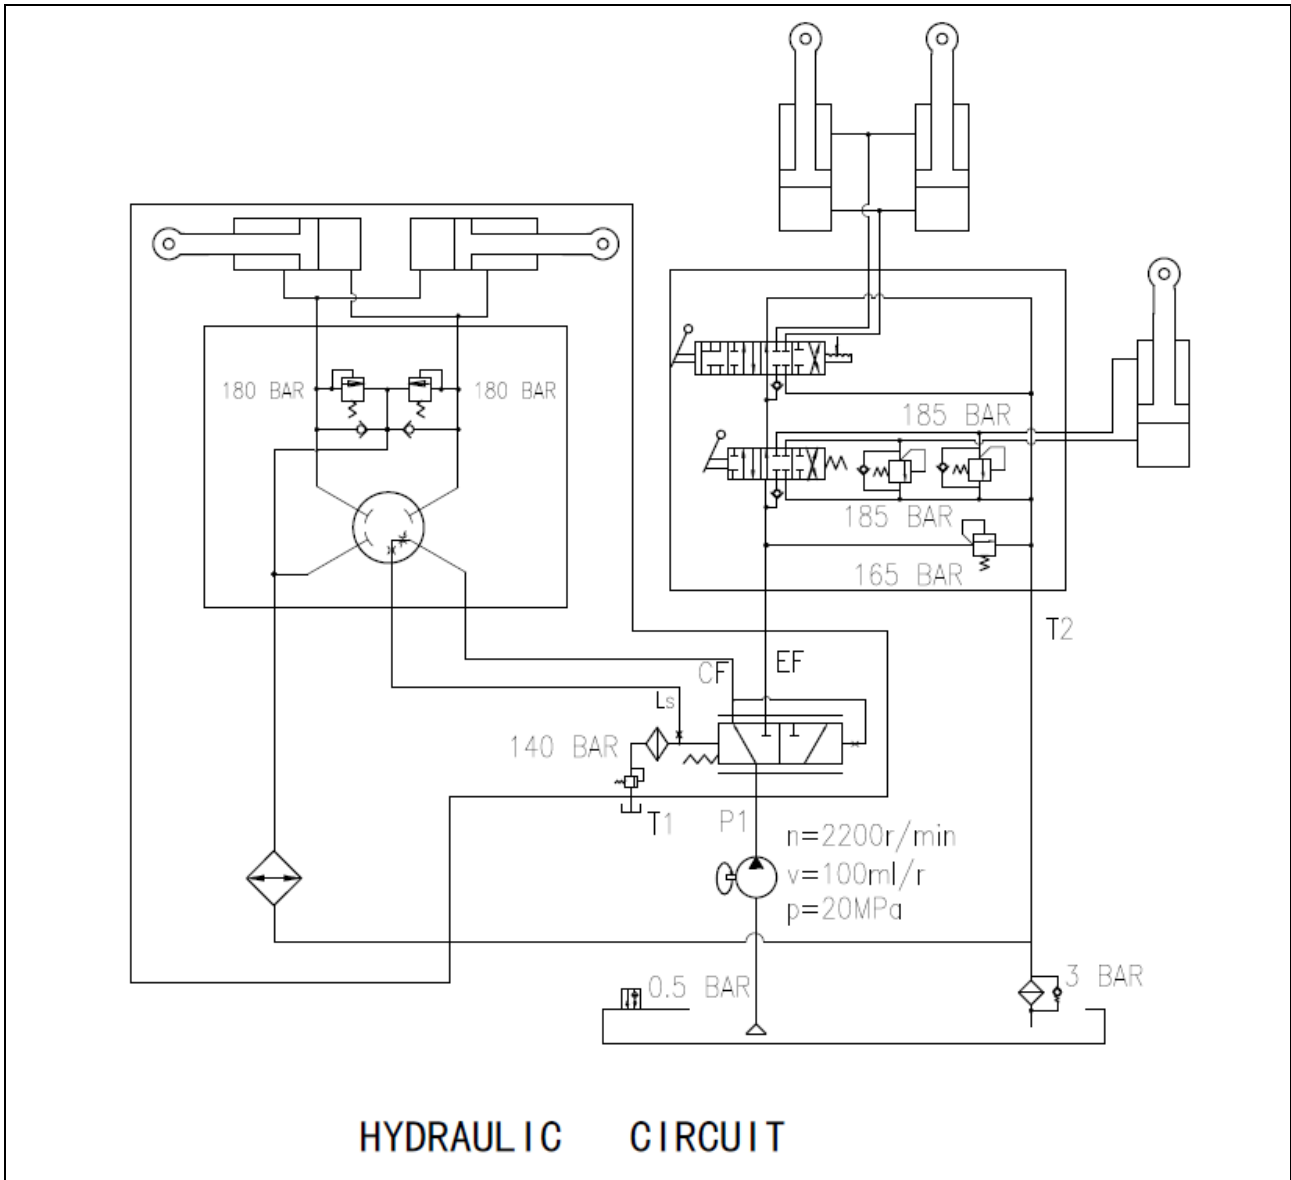 180 BAR
180 BAR
185 BAR
185 BAR
165 BAR
T2
EF
CF
Ls
140 BAR
T1
P1
n=2200r/min
v=100ml/r
p=20MPa
0.5 BAR
3 BAR
HYDRAULIC CIRCUIT